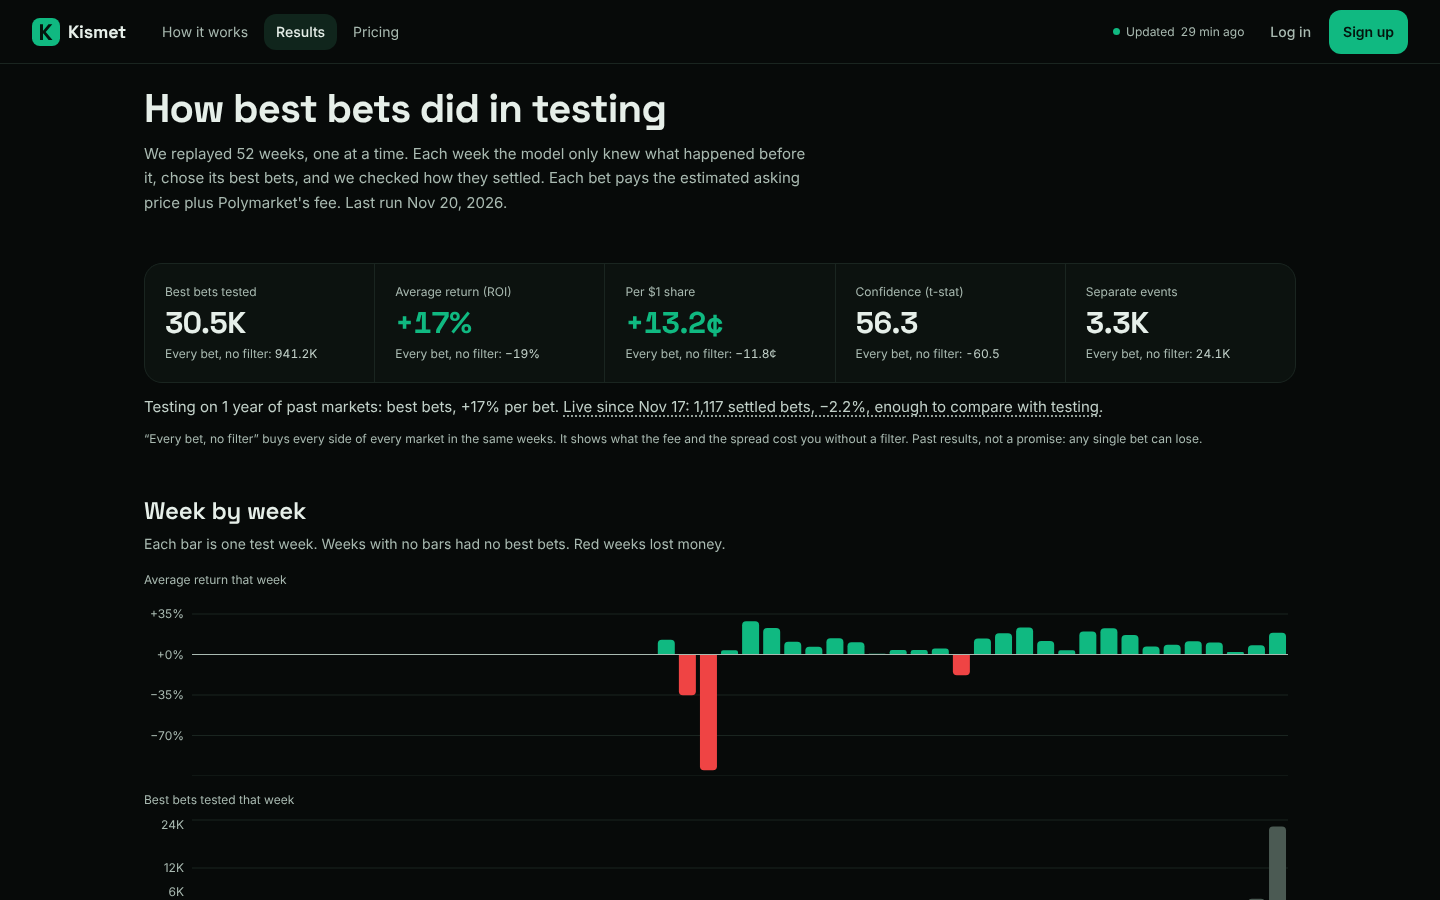 K Kismet How it works Results Pricing Updated 29 min ago Log in Sign up
How best bets did in testing
We replayed 52 weeks, one at a time. Each week the model only knew what happened before
it, chose its best bets, and we checked how they settled. Each bet pays the estimated asking
price plus Polymarket's fee. Last run Nov 20, 2026.
Best bets tested
30.5K
Every bet, no filter: 941.2K
Average return (ROI)
+17%
Every bet, no filter: −19%
Per $1 share
+13.2¢
Every bet, no filter: −11.8¢
Confidence (t-stat)
56.3
Every bet, no filter: -60.5
Separate events
3.3K
Every bet, no filter: 24.1K
Testing on 1 year of past markets: best bets, +17% per bet. Live since Nov 17: 1,117 settled bets, −2.2%, enough to compare with testing.
“Every bet, no filter” buys every side of every market in the same weeks. It shows what the fee and the spread cost you without a filter. Past results, not a promise: any single bet can lose.
Week by week
Each bar is one test week. Weeks with no bars had no best bets. Red weeks lost money.
Average return that week
+35%
+0%
−35%
−70%
Best bets tested that week
24K
12K
6K